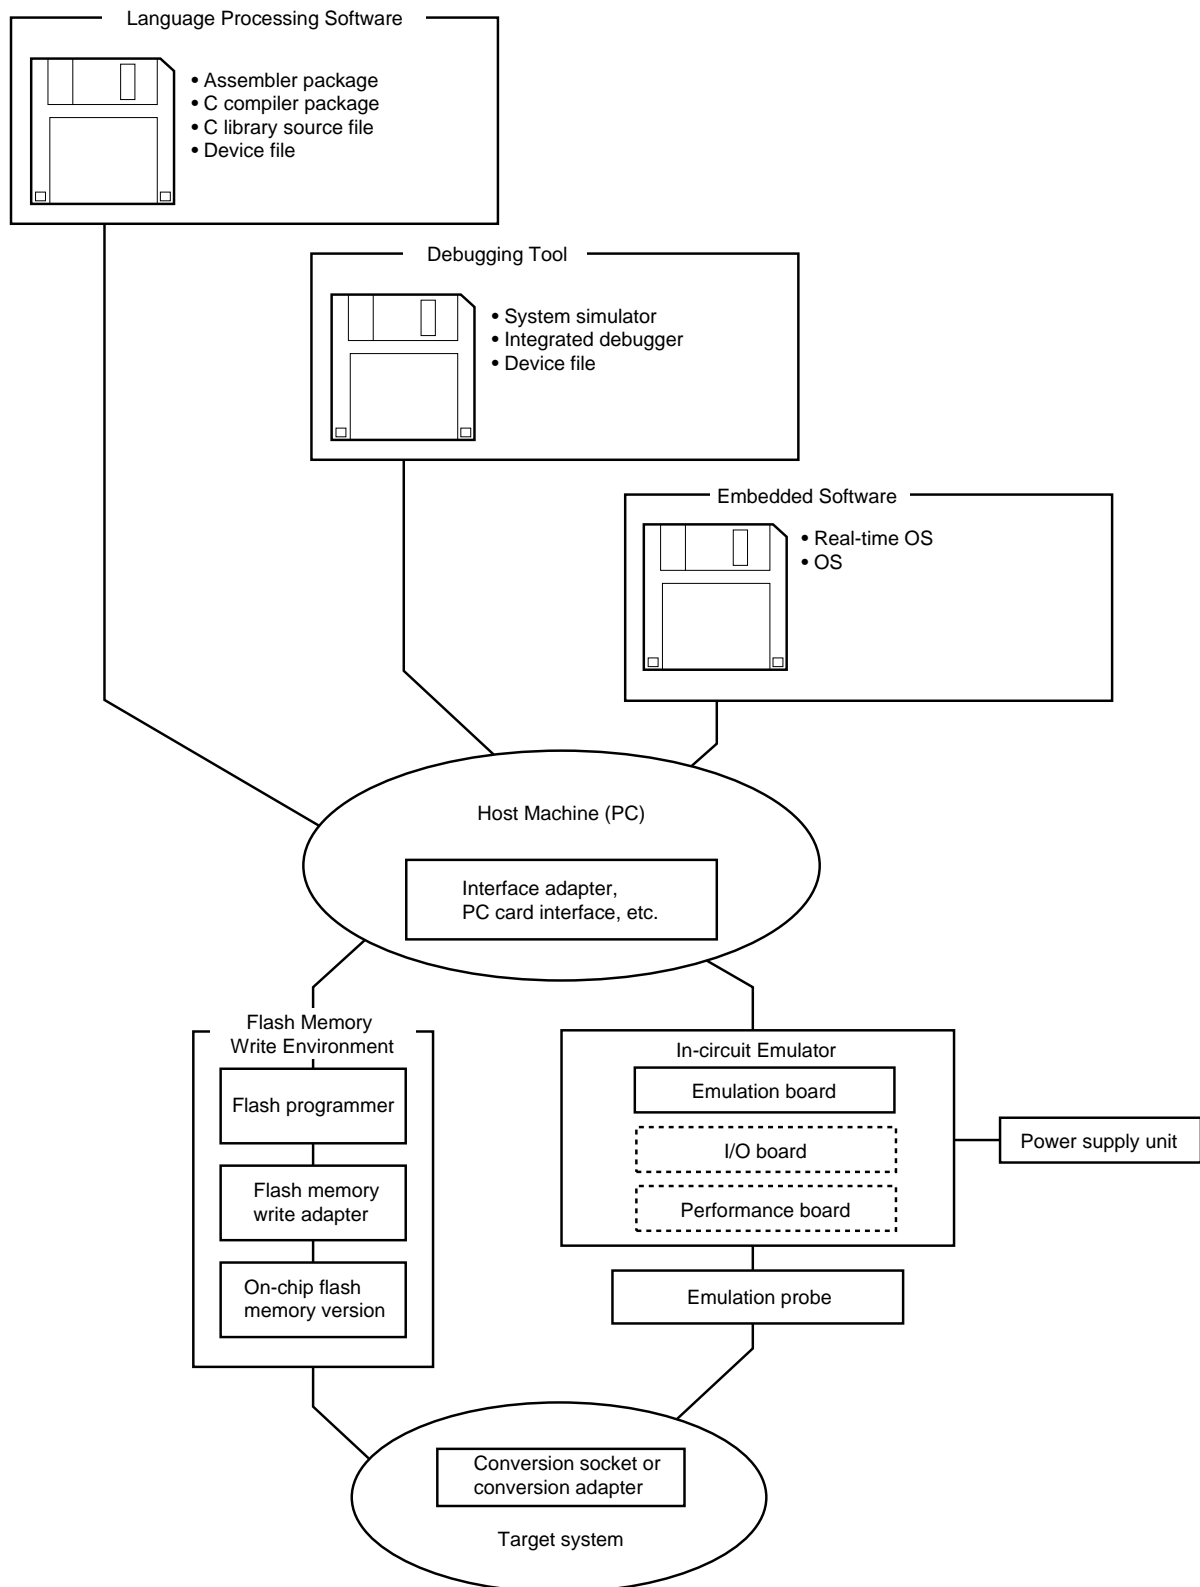 Language Processing Software
• Assembler package
• C compiler package
• C library source file
• Device file
Debugging Tool
• System simulator
• Integrated debugger
• Device file
Embedded Software
• Real-time OS
• OS
Host Machine (PC)
Interface adapter,
PC card interface, etc.
Flash Memory
Write Environment
Flash programmer
Flash memory
write adapter
On-chip flash
memory version
In-circuit Emulator
Emulation board
I/O board
Performance board
Power supply unit
Emulation probe
Conversion socket or
conversion adapter
Target system